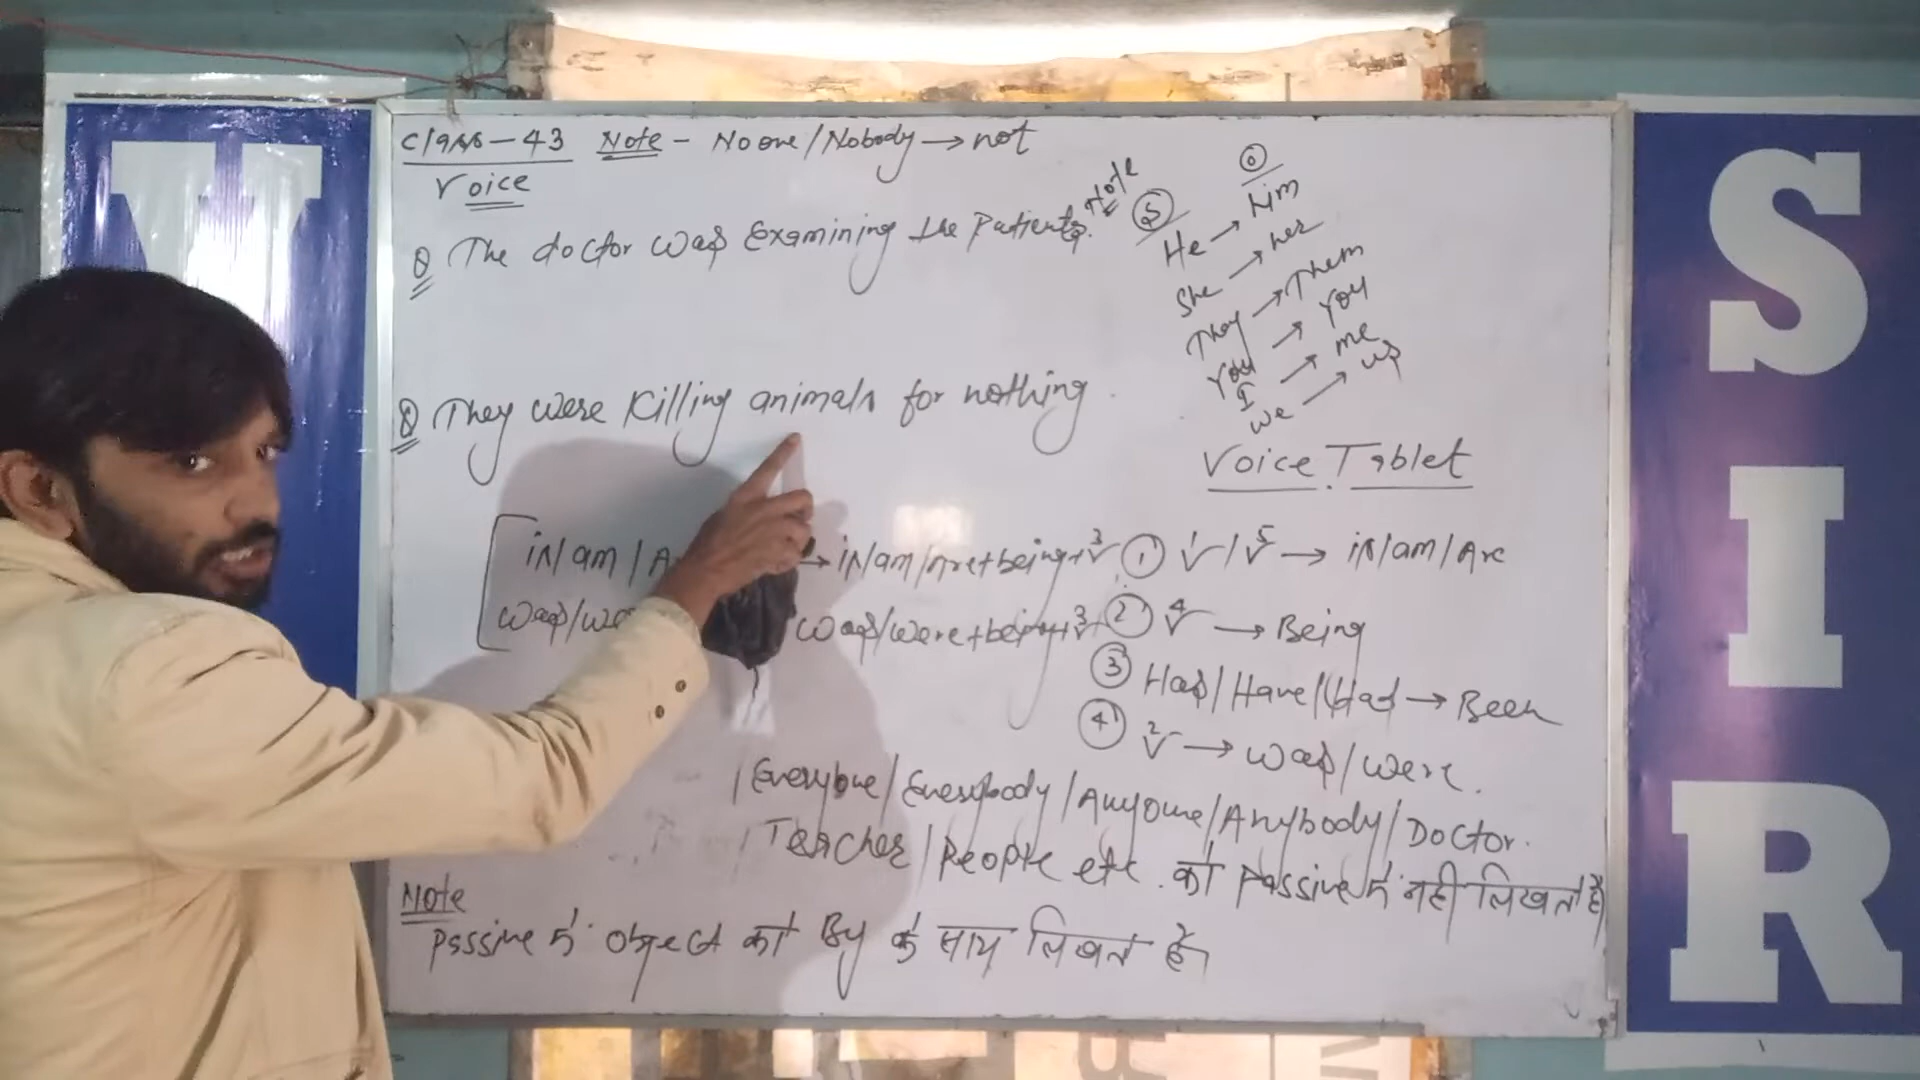 Class-43 Note - No one/Nobody → not
Voice
Q The doctor was Examining the Patients.
Note
S O
He → him
She → her
They → Them
You → You
I → me
we → us
Q They were Killing animals for nothing.
Voice Tablet
is/am/ → is/am/Are+being+V3
was/ was/were+being+V3
1 V1/V5 → is/am/Are
2 V4 → Being
3 Has/Have/Had → Been
4 V2 → was/were.
/Everyone/Everybody/Anyone/Anybody/Doctor.
/Teacher/People etc. को Passive में नहीं लिखते हैं
Note
Passive में object को By के साथ लिखते हैं
S
I
R